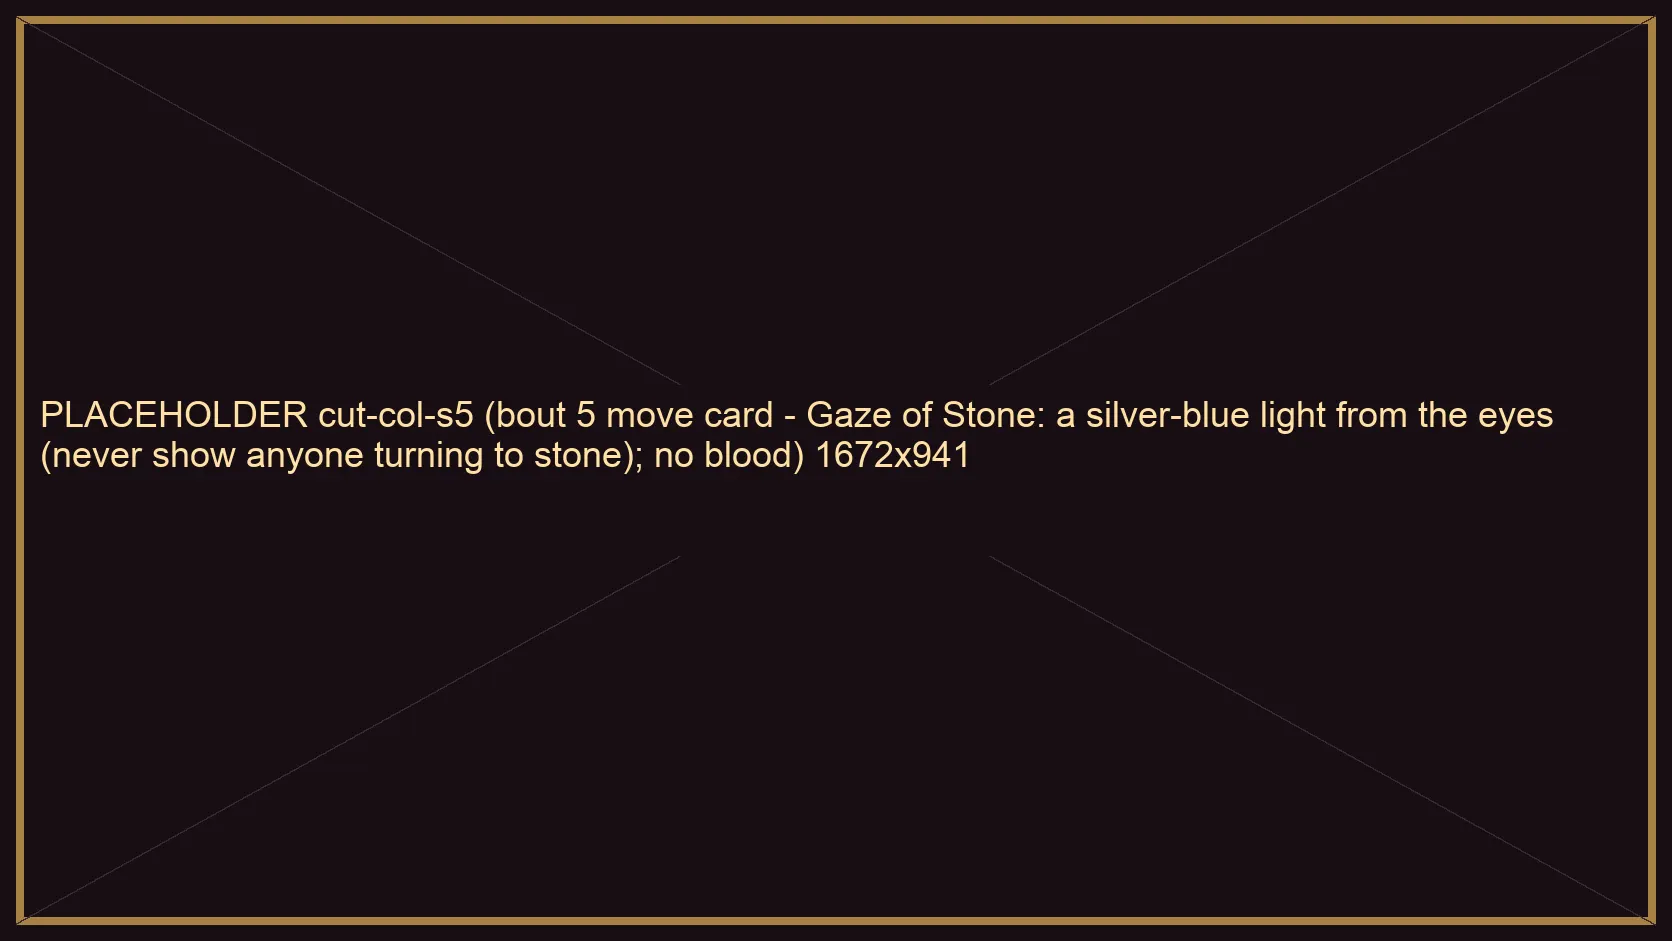 PLACEHOLDER cut-col-s5 (bout 5 move card - Gaze of Stone: a silver-blue light from the eyes
(never show anyone turning to stone); no blood) 1672x941